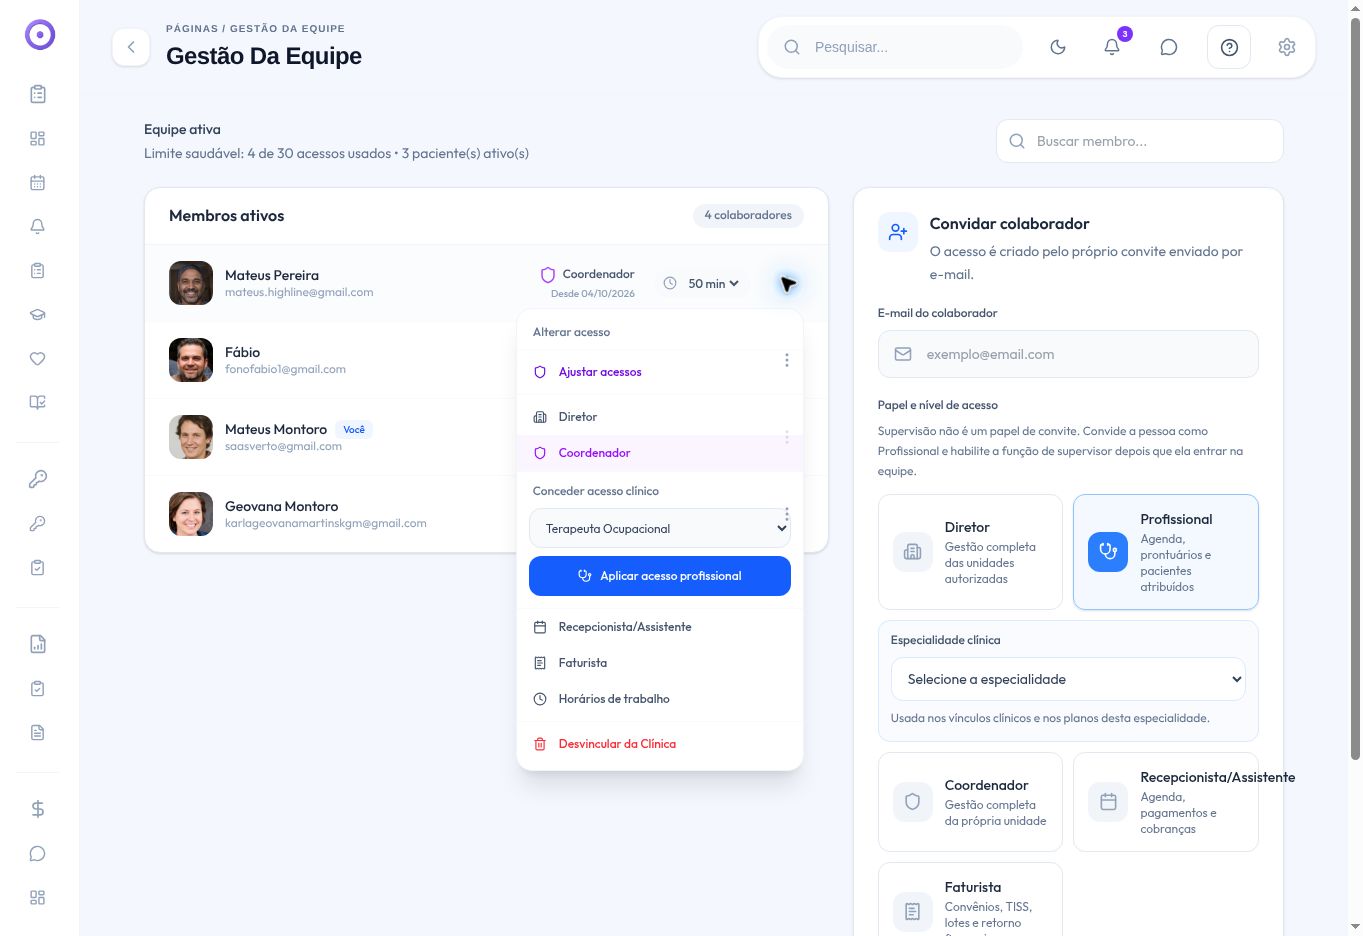 PÁGINAS / GESTÃO DA EQUIPE
Gestão Da Equipe
Pesquisar...
3
Equipe ativa
Limite saudável: 4 de 30 acessos usados • 3 paciente(s) ativo(s)
Buscar membro...
Membros ativos
4 colaboradores
Mateus Pereira
mateus.highline@gmail.com
Coordenador
Desde 04/10/2026
50 min
Fábio
fonofabio1@gmail.com
Mateus Montoro
Você
saasverto@gmail.com
Geovana Montoro
karlageovanamartinskgm@gmail.com
Alterar acesso
Ajustar acessos
Diretor
Coordenador
Conceder acesso clínico
Terapeuta Ocupacional
Aplicar acesso profissional
Recepcionista/Assistente
Faturista
Horários de trabalho
Desvincular da Clínica
Convidar colaborador
O acesso é criado pelo próprio convite enviado por
e-mail.
E-mail do colaborador
exemplo@email.com
Papel e nível de acesso
Supervisão não é um papel de convite. Convide a pessoa como
Profissional e habilite a função de supervisor depois que ela entrar na
equipe.
Diretor
Gestão completa
das unidades
autorizadas
Profissional
Agenda,
prontuários e
pacientes
atribuídos
Especialidade clínica
Selecione a especialidade
Usada nos vínculos clínicos e nos planos desta especialidade.
Coordenador
Gestão completa
da própria unidade
Recepcionista/Assistente
Agenda,
pagamentos e
cobranças
Faturista
Convênios, TISS,
lotes e retorno